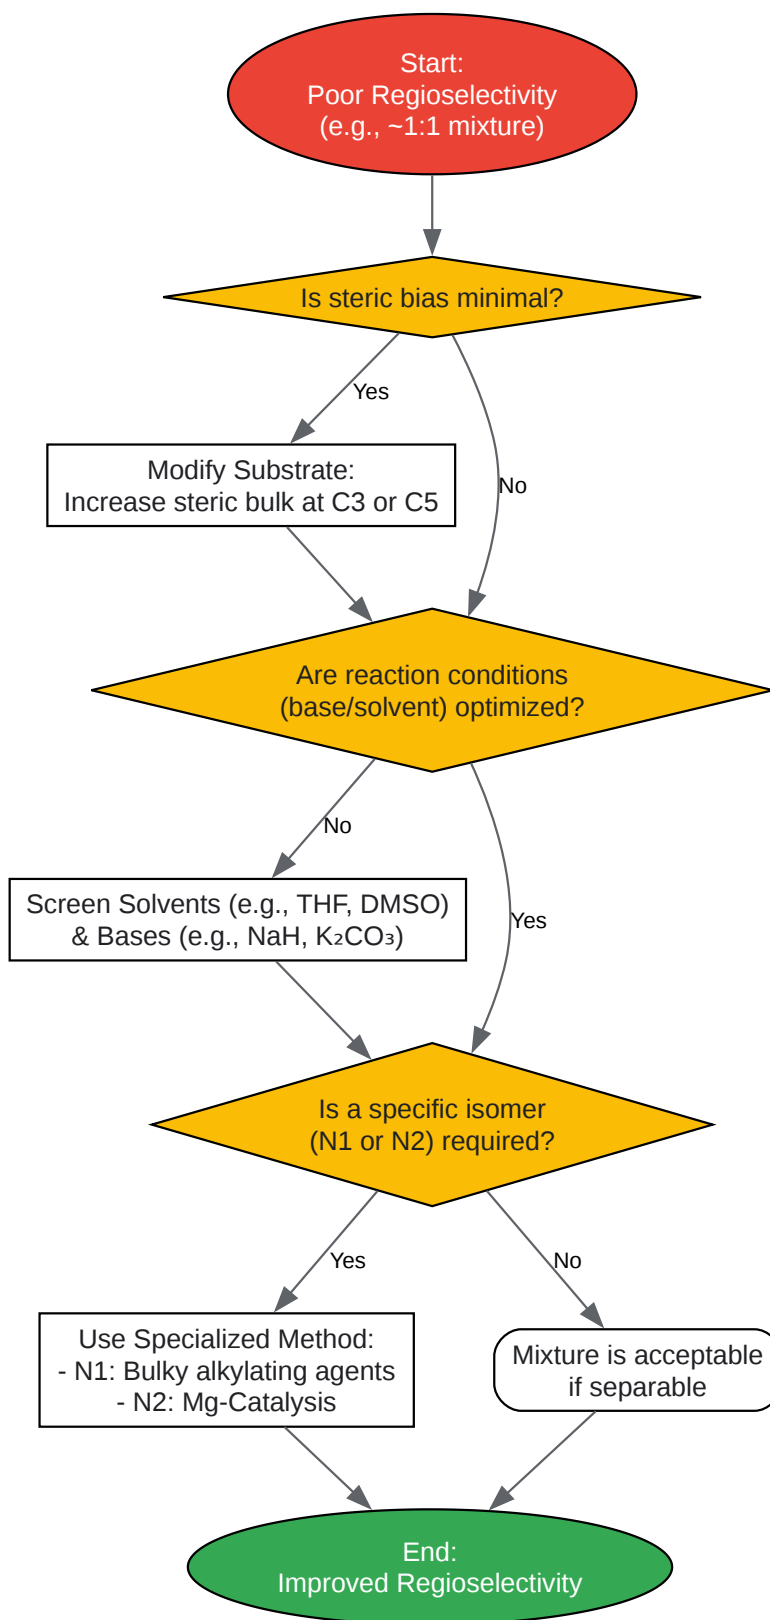 Start:
Poor Regioselectivity
(e.g., ~1:1 mixture)
Is steric bias minimal?
Yes
Modify Substrate:
Increase steric bulk at C3 or C5
No
Are reaction conditions
(base/solvent) optimized?
No
Screen Solvents (e.g., THF, DMSO)
& Bases (e.g., NaH, K₂CO₃)
Yes
Is a specific isomer
(N1 or N2) required?
Yes
No
Use Specialized Method:
- N1: Bulky alkylating agents
- N2: Mg-Catalysis
Mixture is acceptable
if separable
End:
Improved Regioselectivity